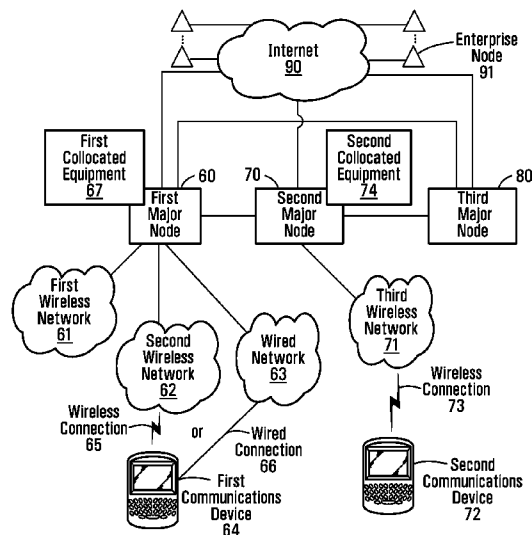 Internet
90
Enterprise
Node
91
First
Collocated
Equipment
67
60
First
Major
Node
70
Second
Major
Node
Second
Collocated
Equipment
74
80
Third
Major
Node
First
Wireless
Network
61
Second
Wireless
Network
62
Wired
Network
63
Third
Wireless
Network
71
Wireless
Connection
65
or
Wired
Connection
66
Wireless
Connection
73
First
Communications
Device
64
Second
Communications
Device
72